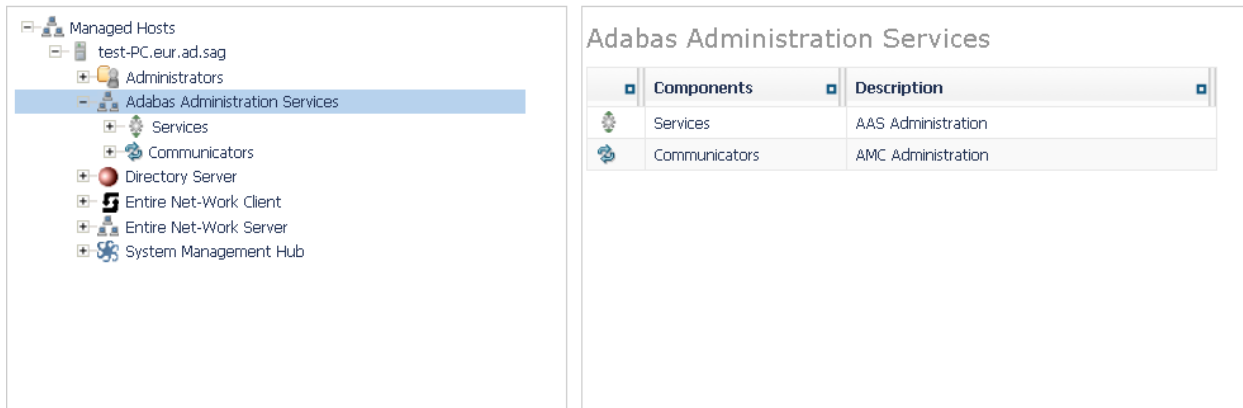 Managed Hosts
test-PC.eur.ad.sag
Administrators
Adabas Administration Services
Services
Communicators
Directory Server
Entire Net-Work Client
Entire Net-Work Server
System Management Hub
Adabas Administration Services
Components Description
Services AAS Administration
Communicators AMC Administration